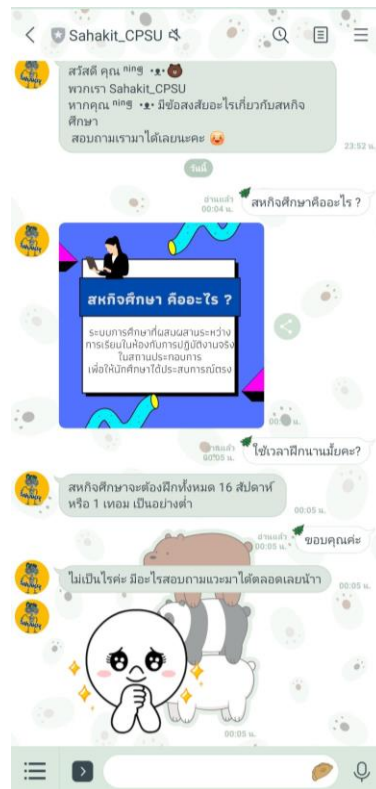 Sahakit_CPSU
สวัสดี คุณ ⁿⁱⁿᶢ
พวกเรา Sahakit_CPSU
หากคุณ ⁿⁱⁿᶢ มีข้อสงสัยอะไรเกี่ยวกับสหกิจ
ศึกษา
สอบถามเรามาได้เลยนะคะ
23:52 น.
วันนี้
อ่านแล้ว
00:04 น.
สหกิจศึกษาคืออะไร ?
สหกิจศึกษา คืออะไร ?
ระบบการศึกษาที่ผสมผสานระหว่าง
การเรียนในห้องกับการปฏิบัติงานจริง
ในสถานประกอบการ
เพื่อให้นักศึกษาได้ประสบการณ์ตรง
อ่านแล้ว
00:05 น.
ใช้เวลาฝึกนานมั้ยคะ?
สหกิจศึกษาจะต้องฝึกทั้งหมด 16 สัปดาห์
หรือ 1 เทอม เป็นอย่างต่ำ
00:05 น.
อ่านแล้ว
00:05 น.
ขอบคุณค่ะ
ไม่เป็นไรค่ะ มีอะไรสอบถามแวะมาได้ตลอดเลยน้าา
00:05 น.
00:05 น.